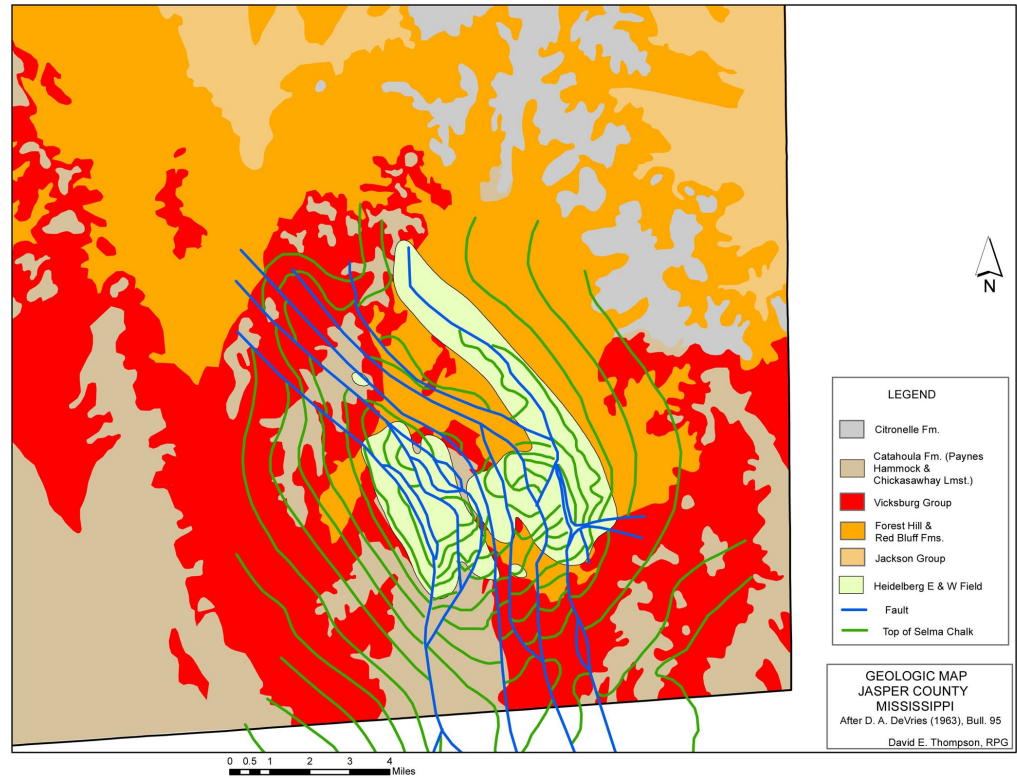 N
LEGEND
Citronelle Fm.
Catahoula Fm. (Paynes
Hammock &
Chickasawhay Lmst.)
Vicksburg Group
Forest Hill &
Red Bluff Fms.
Jackson Group
Heidelberg E & W Field
Fault
Top of Selma Chalk
GEOLOGIC MAP
JASPER COUNTY
MISSISSIPPI
After D. A. DeVries (1963), Bull. 95
David E. Thompson, RPG
0 0.5 1 2 3 4
Miles